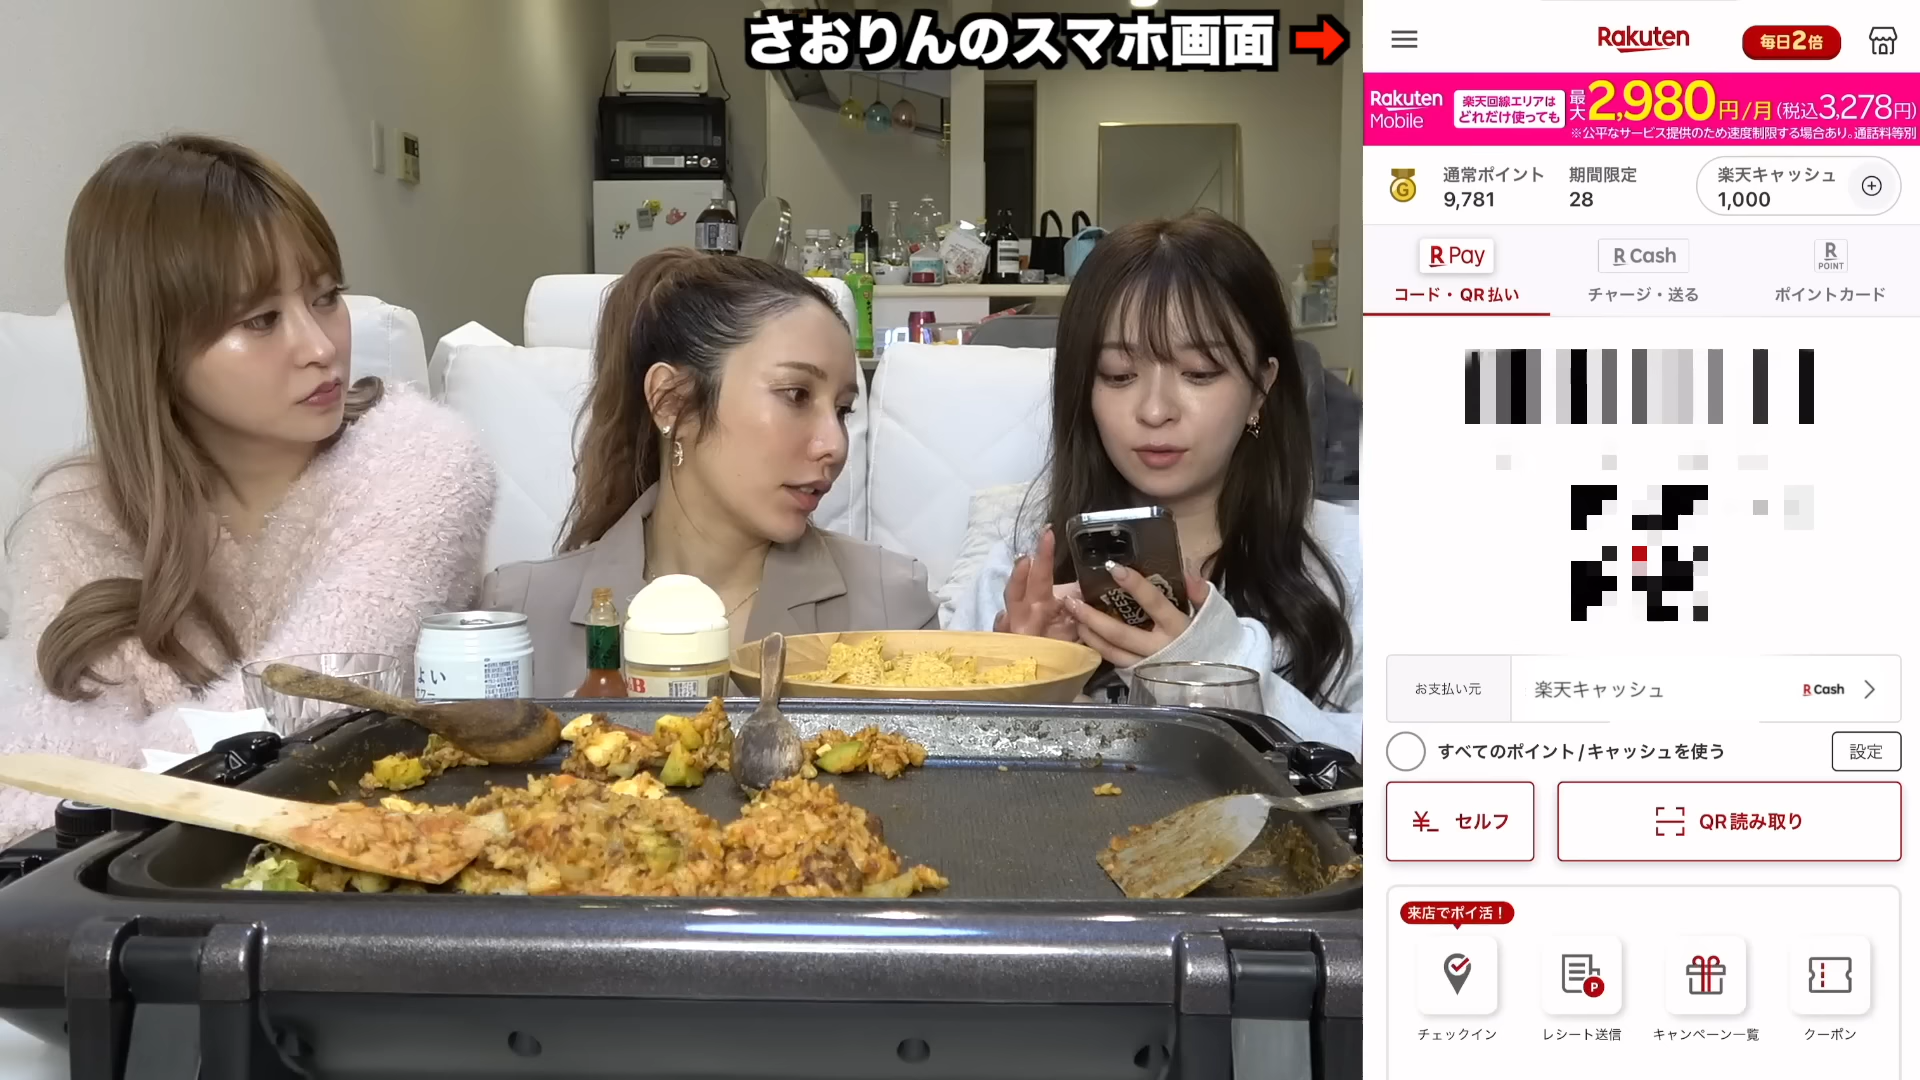 さおりんのスマホ画面
Rakuten
毎日2倍
Rakuten
Mobile
楽天回線エリアは
どれだけ使っても
最大2,980円/月(税込3,278円)
※公平なサービス提供のため速度制限する場合あり。通話料等別
通常ポイント
9,781
期間限定
28
楽天キャッシュ
1,000
G
R Pay
コード・QR払い
R Cash
チャージ・送る
R
POINT
ポイントカード
お支払い元
楽天キャッシュ
R Cash
すべてのポイント/キャッシュを使う
設定
セルフ
QR読み取り
来店でポイ活！
チェックイン
レシート送信
キャンペーン一覧
クーポン
よい